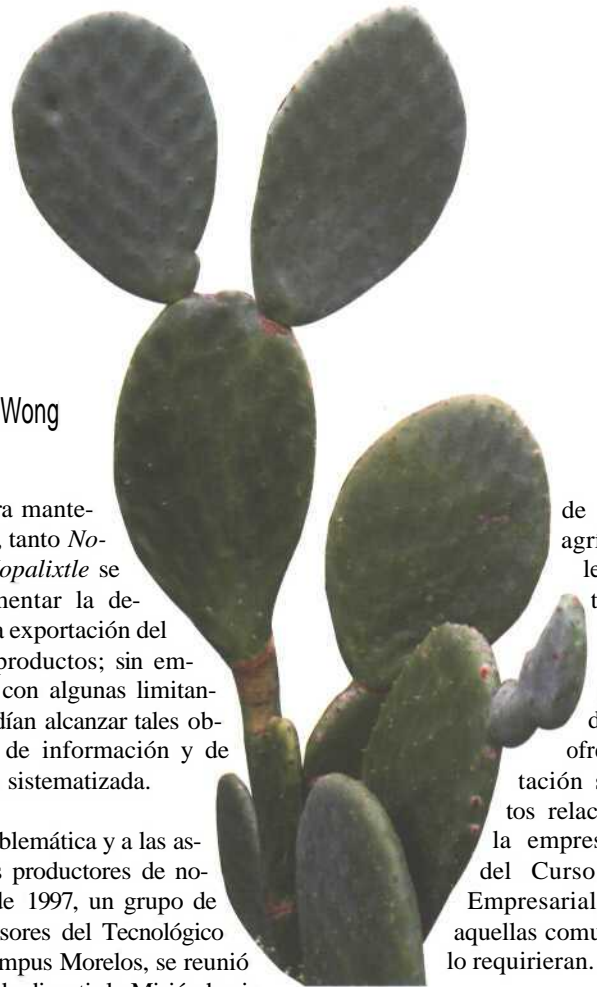 Wong
ra mante-
, tanto No-
opalixtle se
mentar la de-
a exportación del
productos; sin em-
con algunas limitan-
dían alcanzar tales ob-
de información y de
sistematizada.
blemática y a las as-
s productores de no-
de 1997, un grupo de
sores del Tecnológico
mpus Morelos, se reunió
de
agri
le
t
d
ofre
tación s
tos relac
la empres
del Curso
Empresarial
aquellas comu
lo requirieran.